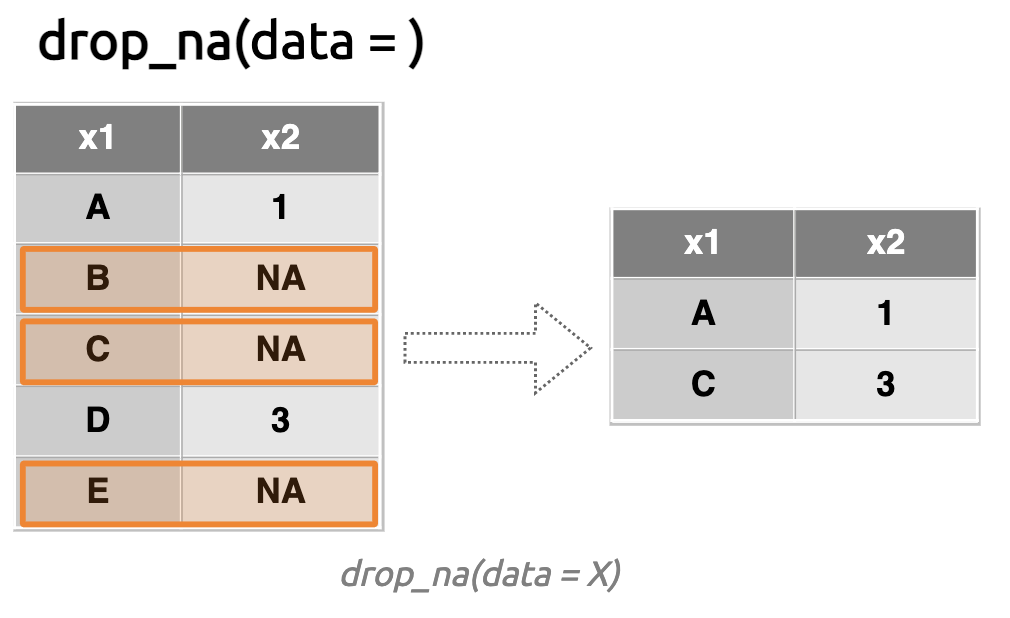 drop_na(data = )
x1 x2
A 1
B NA
C NA
D 3
E NA
x1 x2
A 1
C 3
drop_na(data = X)